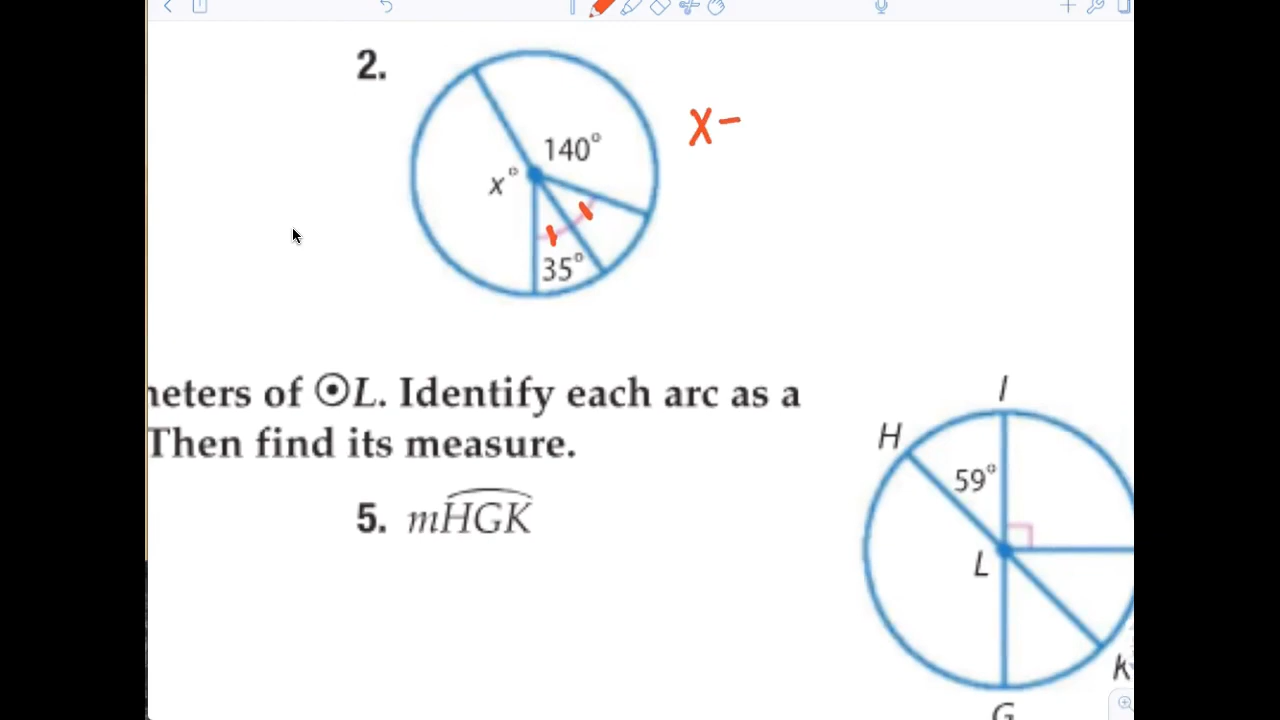 2.
140°
x°
35°
X-
neters of ⊙L. Identify each arc as a
Then find its measure.
5. mHGK
I
H
59°
L
k
G